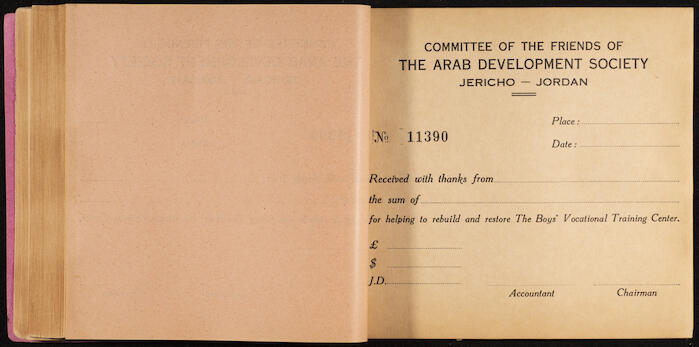 COMMITTEE OF THE FRIENDS OF
THE ARAB DEVELOPMENT SOCIETY
JERICHO — JORDAN
Place:
№ 11390
Date:
Received with thanks from
the sum of
for helping to rebuild and restore The Boys' Vocational Training Center.
£
$
J.D.
Accountant Chairman